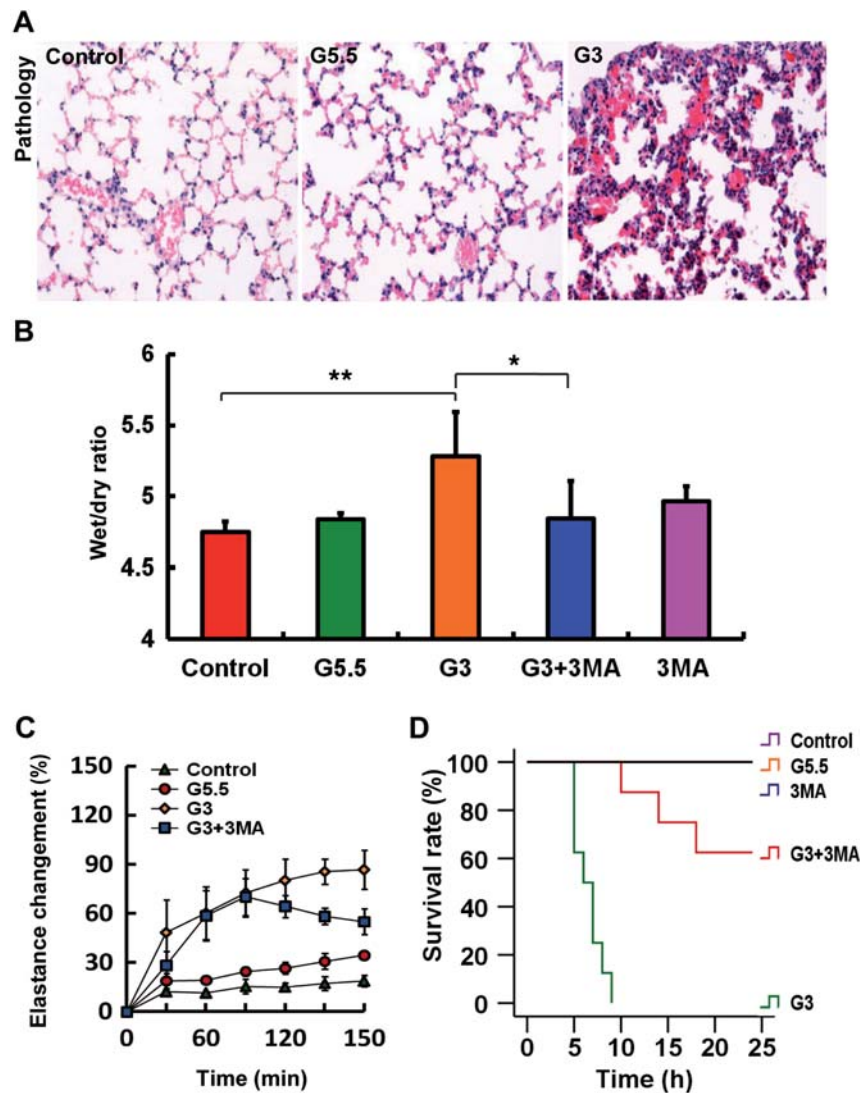 A
Pathology
Control
G5.5
G3
B
Wet/dry ratio
6
5.5
5
4.5
4
**
*
Control G5.5 G3 G3+3MA 3MA
C
Elastance changement (%)
150
120
90
60
30
0
Control
G5.5
G3
G3+3MA
0 60 120 150
Time (min)
D
Survival rate (%)
100
80
60
40
20
0
Control
G5.5
3MA
G3+3MA
G3
0 5 10 15 20 25
Time (h)